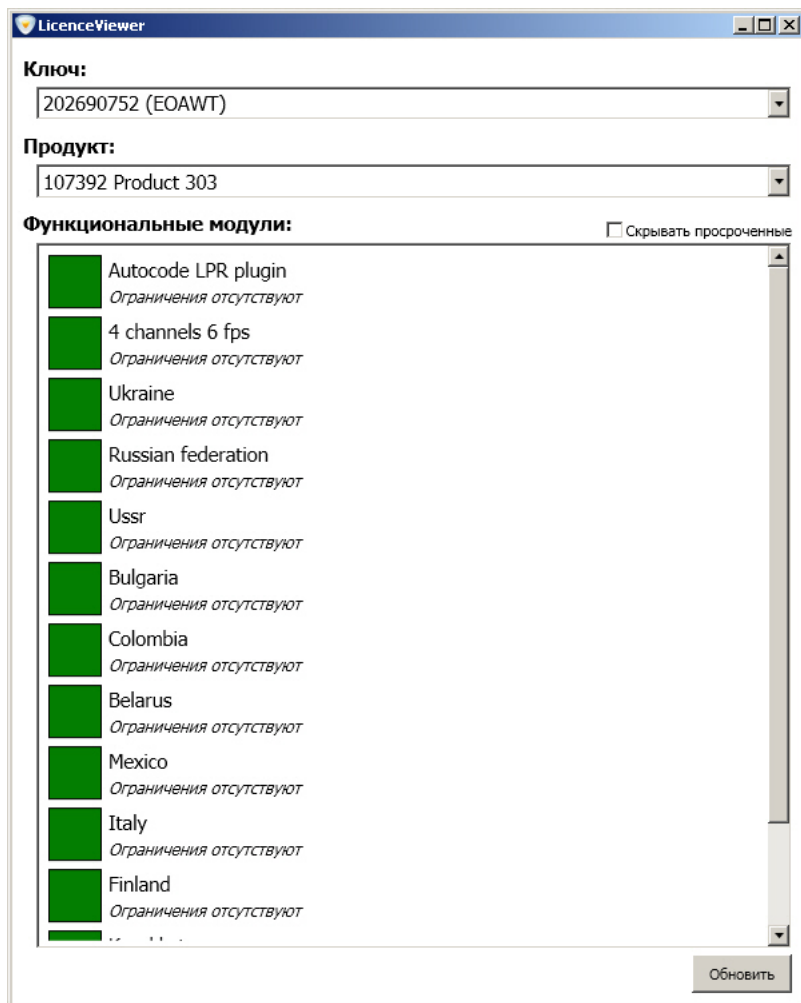 LicenceViewer
Ключ:
202690752 (EOAWT)
Продукт:
107392 Product 303
Функциональные модули:
Скрывать просроченные
Autocode LPR plugin
Ограничения отсутствуют
4 channels 6 fps
Ограничения отсутствуют
Ukraine
Ограничения отсутствуют
Russian federation
Ограничения отсутствуют
Ussr
Ограничения отсутствуют
Bulgaria
Ограничения отсутствуют
Colombia
Ограничения отсутствуют
Belarus
Ограничения отсутствуют
Mexico
Ограничения отсутствуют
Italy
Ограничения отсутствуют
Finland
Ограничения отсутствуют
Обновить